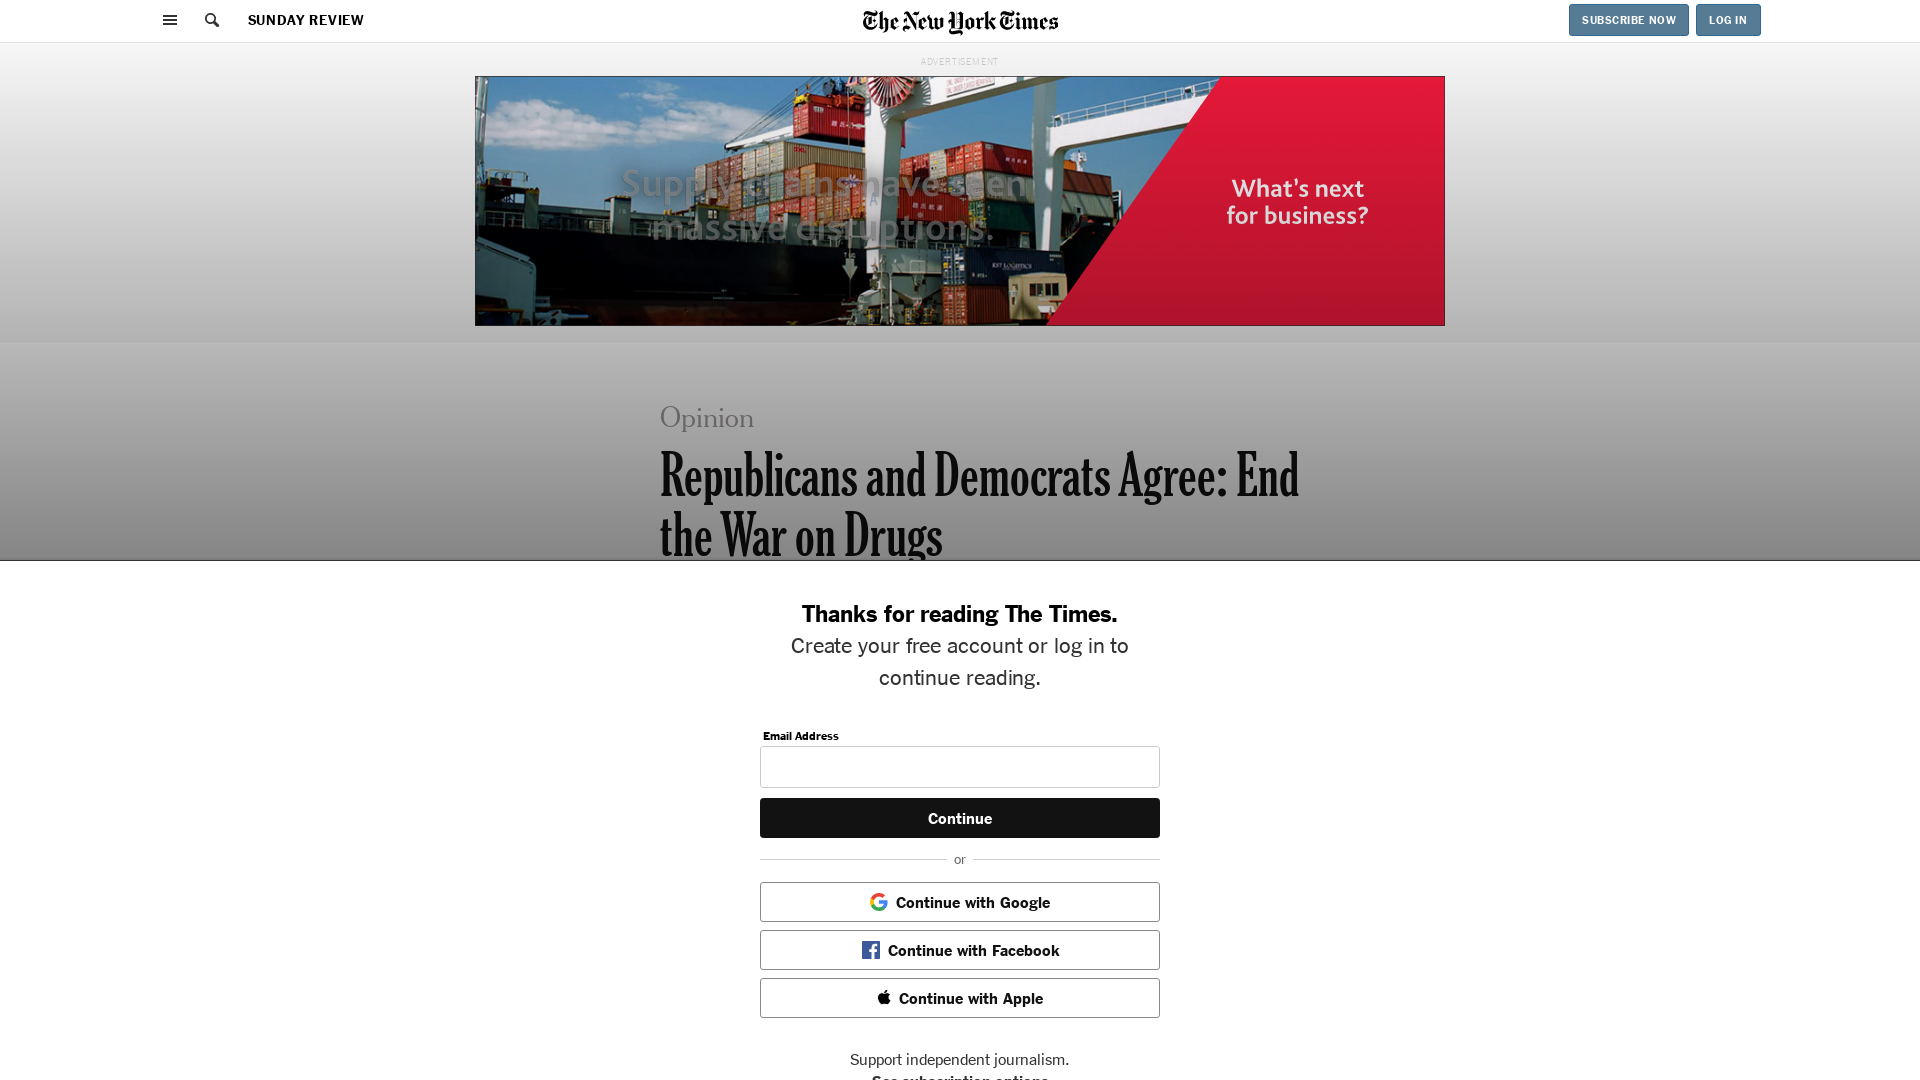 SUNDAY REVIEW
The New York Times
SUBSCRIBE NOW
LOG IN
ADVERTISEMENT
Supply chains have seen
massive disruptions.
What's next
for business?
Opinion
Republicans and Democrats Agree: End
the War on Drugs
Thanks for reading The Times.
Create your free account or log in to
continue reading.
Email Address
Continue
or
Continue with Google
Continue with Facebook
Continue with Apple
Support independent journalism.
See subscription options